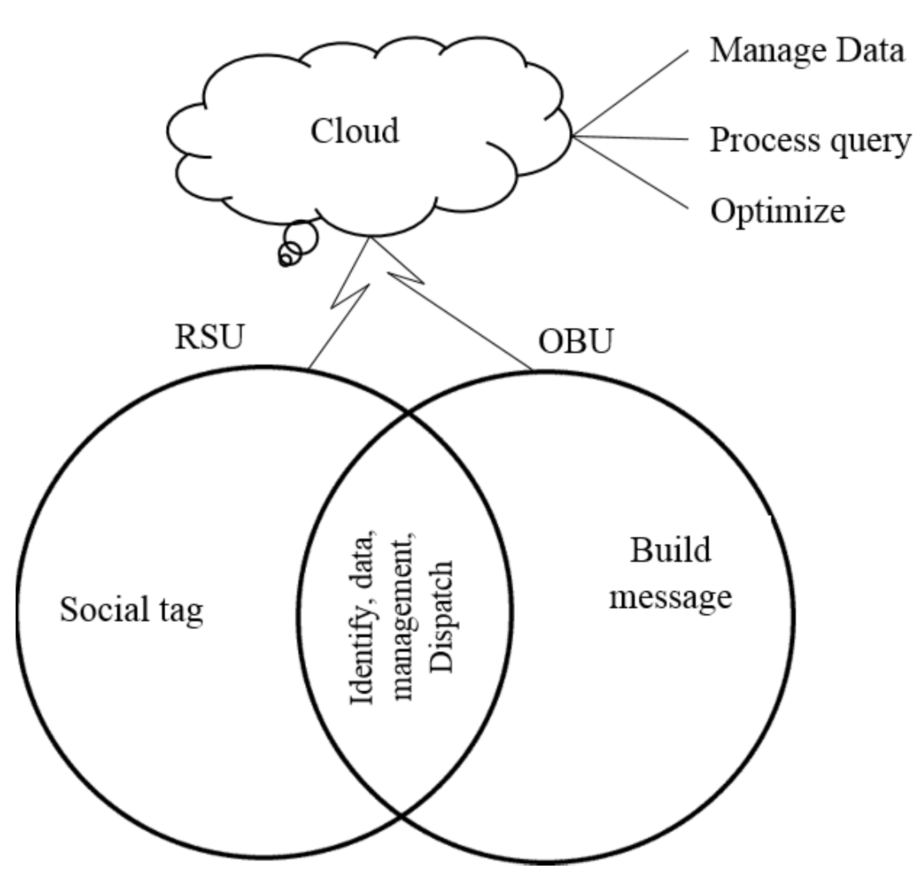 Manage Data
Cloud
Process query
Optimize
RSU
OBU
Social tag
Identify, data,
management,
Dispatch
Build
message